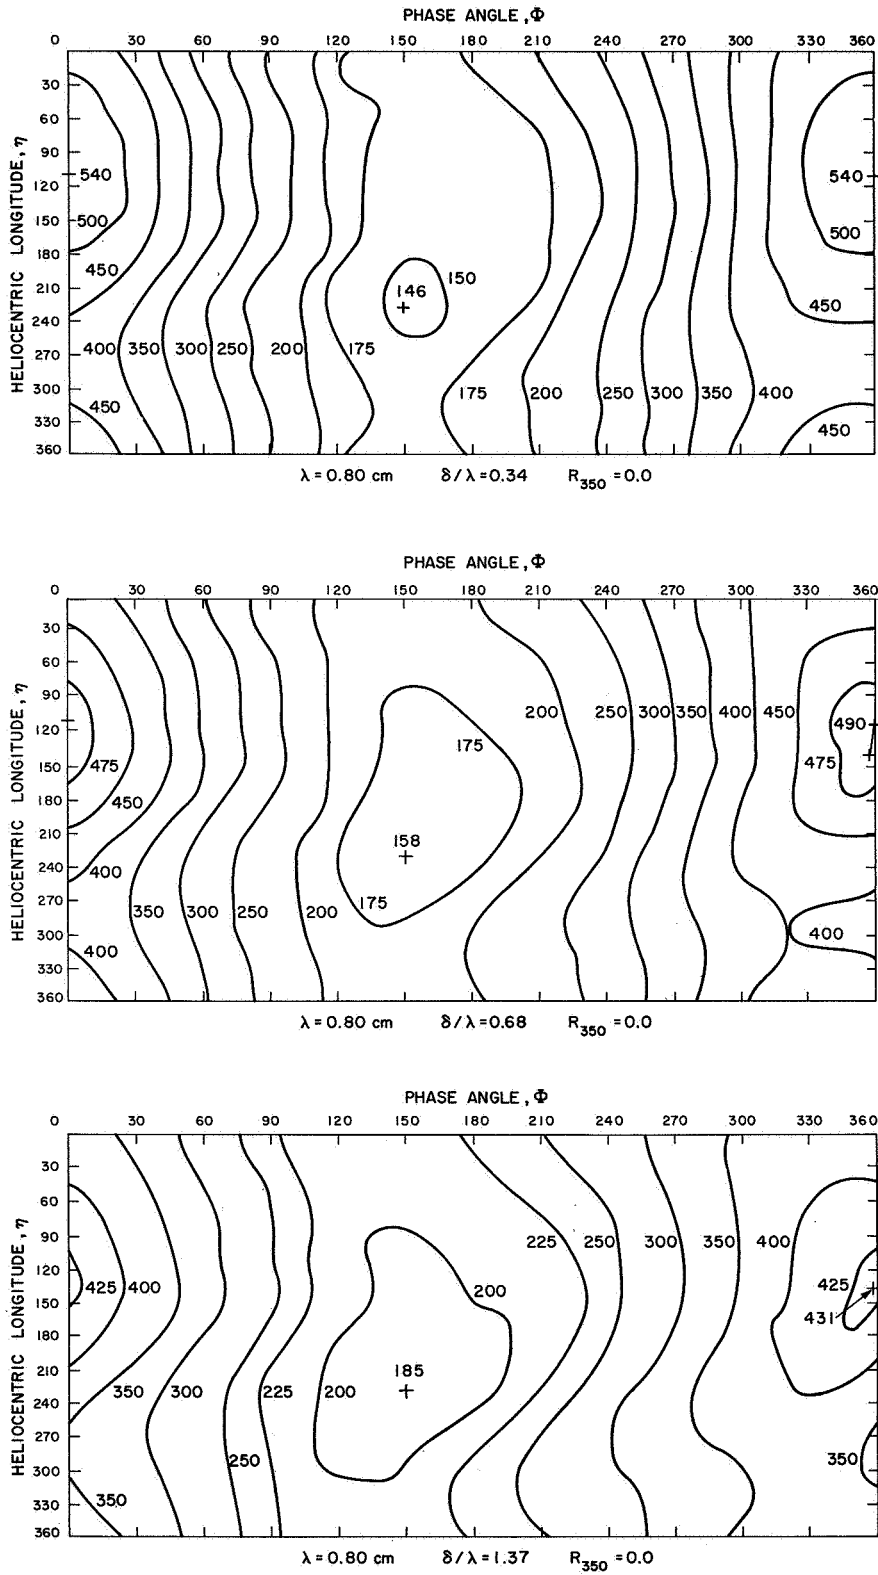 PHASE ANGLE, Φ
0 30 60 90 120 150 180 210 240 270 300 330 360
HELIOCENTRIC LONGITUDE, η
30
60
90
120
150
180
210
240
270
300
330
360
540 540
500 500
450 146 150 450
400 350 300 250 200 175 175 200 250 300 350 400
450 450
λ = 0.80 cm δ/λ = 0.34 R350 = 0.0
PHASE ANGLE, Φ
0 30 60 90 120 150 180 210 240 270 300 330 360
HELIOCENTRIC LONGITUDE, η
30
60
90
120
150
180
210
240
270
300
330
360
200 250 300 350 400 450 490
475 175 475
450
158
400
350 300 250 200 175 400
400
λ = 0.80 cm δ/λ = 0.68 R350 = 0.0
PHASE ANGLE, Φ
0 30 60 90 120 150 180 210 240 270 300 330 360
HELIOCENTRIC LONGITUDE, η
30
60
90
120
150
180
210
240
270
300
330
360
225 250 300 350 400
425 400 200 425
431
185
350 300 225 200
250 350
350
λ = 0.80 cm δ/λ = 1.37 R350 = 0.0